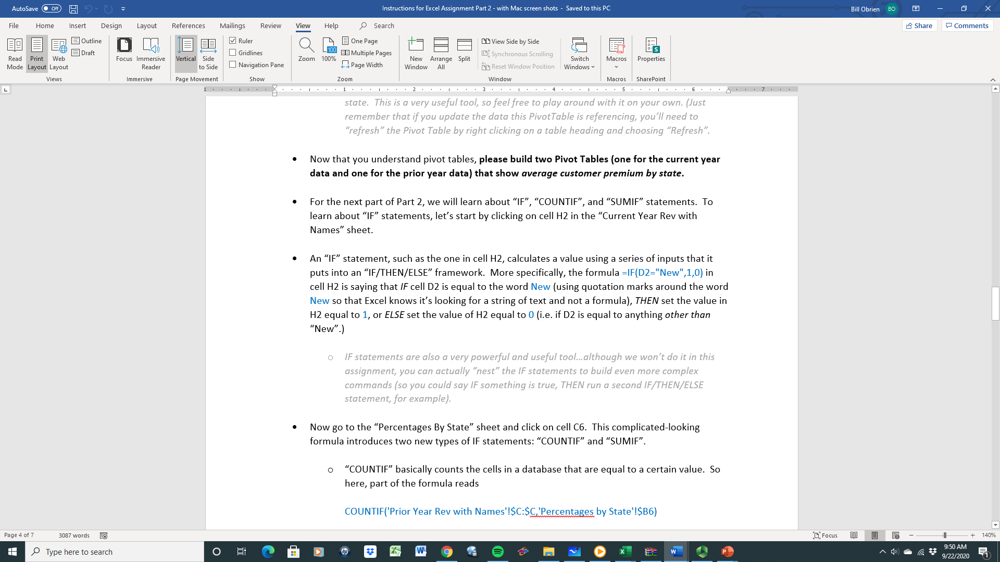 AutoSave Off
Instructions for Excel Assignment Part 2 - with Mac screen shots - Saved to this PC
Bill Obrien BO
File Home Insert Design Layout References Mailings Review View Help Search
Share Comments
Read Mode
Print Layout
Web Layout
Outline
Draft
Views
Focus
Immersive Reader
Immersive
Vertical
Side to Side
Page Movement
Ruler
Gridlines
Navigation Pane
Show
Zoom
100
100%
One Page
Multiple Pages
Page Width
Zoom
New Window
Arrange All
Split
View Side by Side
Synchronous Scrolling
Reset Window Position
Switch Windows
Window
Macros
Macros
S
Properties
SharePoint
L
1 1 2 3 4 5 6 7
state.  This is a very useful tool, so feel free to play around with it on your own. (Just
remember that if you update the data this PivotTable is referencing, you’ll need to
“refresh” the Pivot Table by right clicking on a table heading and choosing “Refresh”.
• Now that you understand pivot tables, please build two Pivot Tables (one for the current year
data and one for the prior year data) that show average customer premium by state.
• For the next part of Part 2, we will learn about “IF”, “COUNTIF”, and “SUMIF” statements.  To
learn about “IF” statements, let’s start by clicking on cell H2 in the “Current Year Rev with
Names” sheet.
• An “IF” statement, such as the one in cell H2, calculates a value using a series of inputs that it
puts into an “IF/THEN/ELSE” framework.  More specifically, the formula =IF(D2="New",1,0) in
cell H2 is saying that IF cell D2 is equal to the word New (using quotation marks around the word
New so that Excel knows it’s looking for a string of text and not a formula), THEN set the value in
H2 equal to 1, or ELSE set the value of H2 equal to 0 (i.e. if D2 is equal to anything other than
“New”.)
o IF statements are also a very powerful and useful tool…although we won’t do it in this
assignment, you can actually “nest” the IF statements to build even more complex
commands (so you could say IF something is true, THEN run a second IF/THEN/ELSE
statement, for example).
• Now go to the “Percentages By State” sheet and click on cell C6.  This complicated-looking
formula introduces two new types of IF statements: “COUNTIF” and “SUMIF”.
o “COUNTIF” basically counts the cells in a database that are equal to a certain value.  So
here, part of the formula reads
COUNTIF('Prior Year Rev with Names'!$C:$C,'Percentages by State'!$B6)
Page 4 of 7 3087 words
Focus 140%
Type here to search
9:50 AM
9/22/2020
1